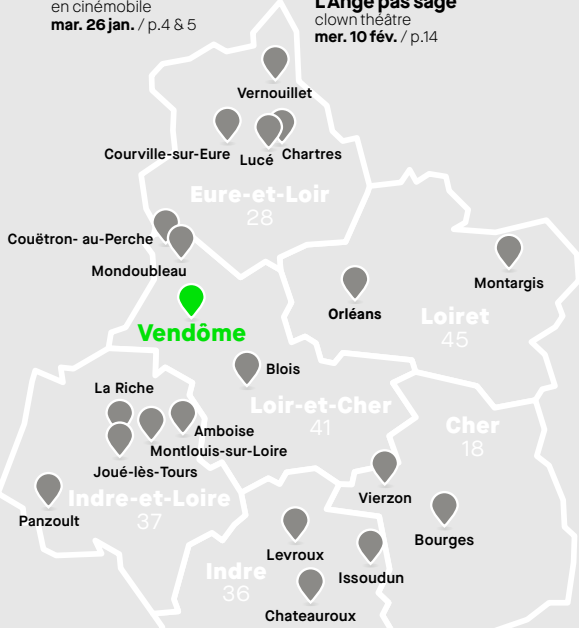 en cinémobile
mar. 26 jan. / p.4 & 5
L'Ange pas sage
clown théâtre
mer. 10 fév. / p.14
Vernouillet
Courville-sur-Eure
Lucé
Chartres
Eure-et-Loir
28
Couëtron- au-Perche
Mondoubleau
Montargis
Orléans
Loiret
45
Vendôme
Blois
La Riche
Loir-et-Cher
41
Amboise
Montlouis-sur-Loire
Cher
18
Joué-lès-Tours
Indre-et-Loire
37
Panzoult
Vierzon
Bourges
Levroux
Issoudun
Indre
36
Chateauroux